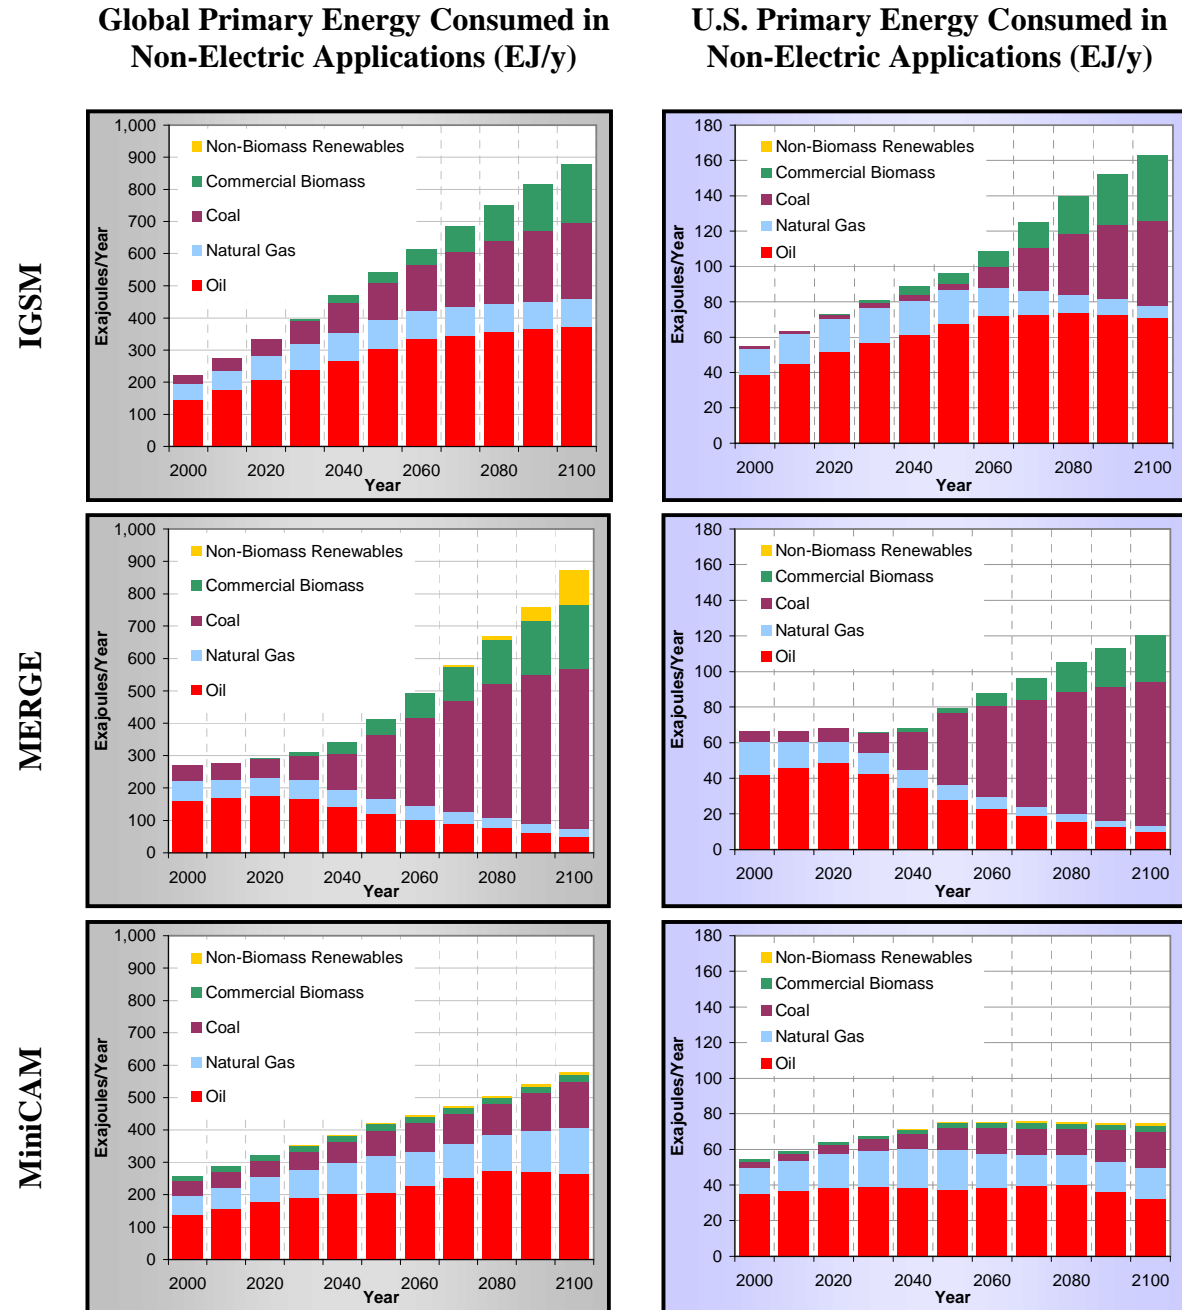 Global Primary Energy Consumed in
Non-Electric Applications (EJ/y)
U.S. Primary Energy Consumed in
Non-Electric Applications (EJ/y)
IGSM
Exajoules/Year
1,000
900
800
700
600
500
400
300
200
100
0
Non-Biomass Renewables
Commercial Biomass
Coal
Natural Gas
Oil
2000 2020 2040 2060 2080 2100
Year
Exajoules/Year
180
160
140
120
100
80
60
40
20
0
Non-Biomass Renewables
Commercial Biomass
Coal
Natural Gas
Oil
2000 2020 2040 2060 2080 2100
Year
MERGE
Exajoules/Year
1,000
900
800
700
600
500
400
300
200
100
0
Non-Biomass Renewables
Commercial Biomass
Coal
Natural Gas
Oil
2000 2020 2040 2060 2080 2100
Year
Exajoules/Year
180
160
140
120
100
80
60
40
20
0
Non-Biomass Renewables
Commercial Biomass
Coal
Natural Gas
Oil
2000 2020 2040 2060 2080 2100
Year
MiniCAM
Exajoules/Year
1,000
900
800
700
600
500
400
300
200
100
0
Non-Biomass Renewables
Commercial Biomass
Coal
Natural Gas
Oil
2000 2020 2040 2060 2080 2100
Year
Exajoules/Year
180
160
140
120
100
80
60
40
20
0
Non-Biomass Renewables
Commercial Biomass
Coal
Natural Gas
Oil
2000 2020 2040 2060 2080 2100
Year